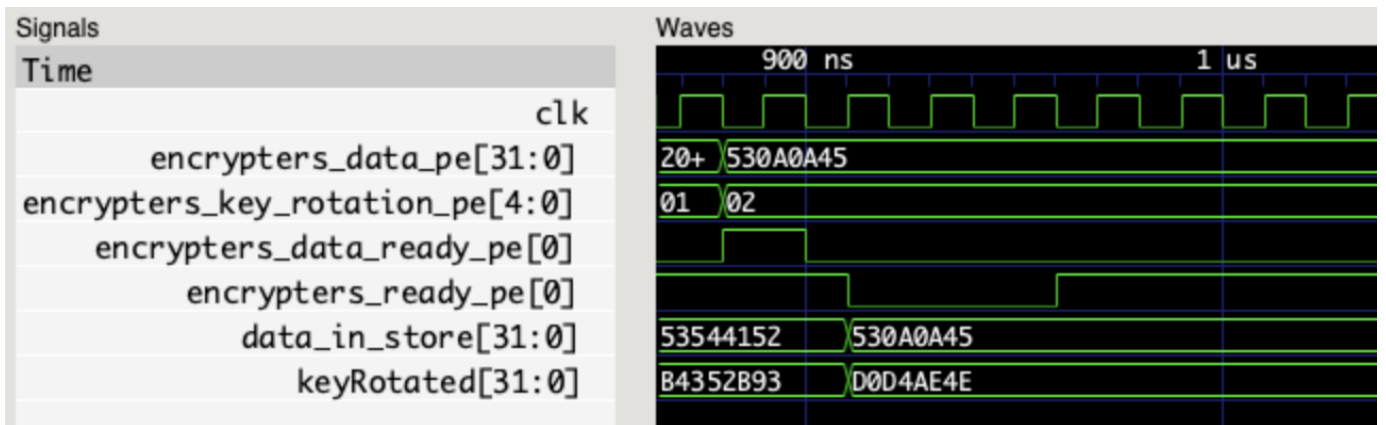 Signals
Waves
Time
900 ns
1 us
clk
encrypters_data_pe[31:0]
20+ 530A0A45
encrypters_key_rotation_pe[4:0]
01 02
encrypters_data_ready_pe[0]
encrypters_ready_pe[0]
data_in_store[31:0]
53544152 530A0A45
keyRotated[31:0]
B4352B93 D0D4AE4E